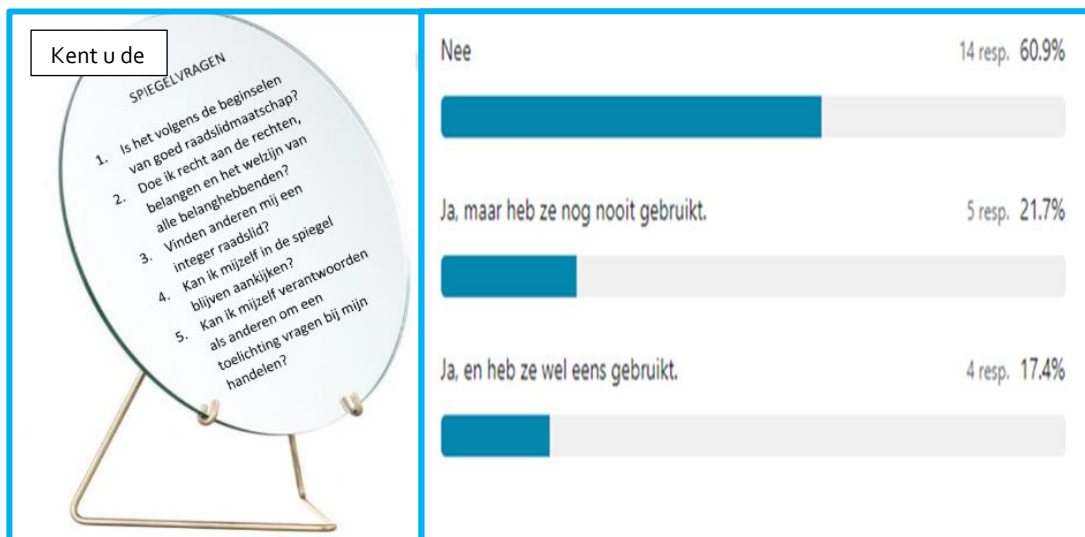 Kent u de
SPIEGELVRAGEN
1. Is het volgens de beginselen
van goed raadslidmaatschap?
2. Doe ik recht aan de rechten,
belangen en het welzijn van
alle belanghebbenden?
3. Vinden anderen mij een
integer raadslid?
4. Kan ik mijzelf in de spiegel
blijven aankijken?
5. Kan ik mijzelf verantwoorden
als anderen om een
toelichting vragen bij mijn
handelen?
Nee 14 resp. 60.9%
Ja, maar heb ze nog nooit gebruikt. 5 resp. 21.7%
Ja, en heb ze wel eens gebruikt. 4 resp. 17.4%